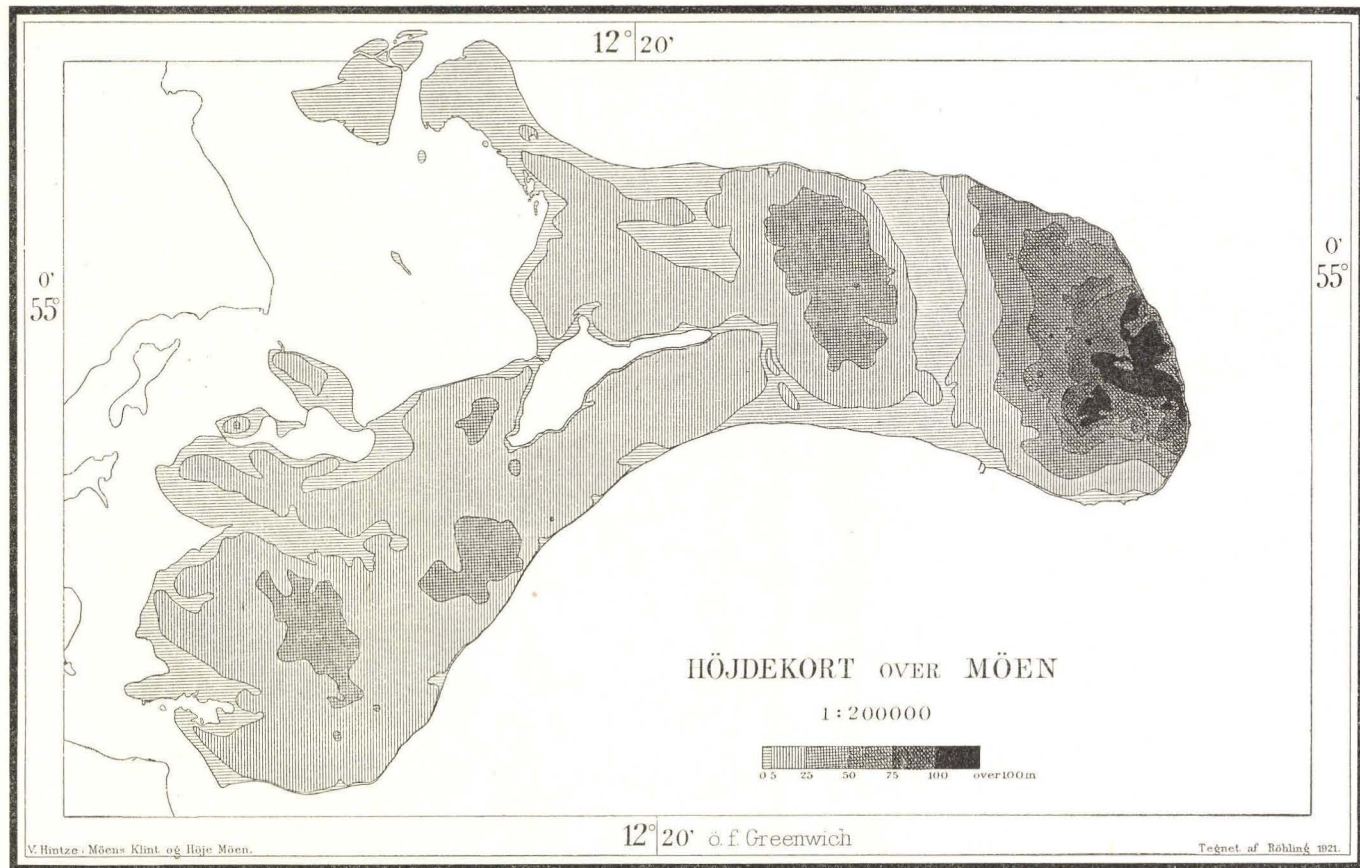 12° 20'
0'
55°
0'
55°
HÖJDEKORT OVER MÖEN
1:200000
0 5 25 50 75 100 over 100 m
12° 20' ö. f. Greenwich
V. Hintze: Möens Klint og Höje Möen.
Tegnet af Röhling 1921.